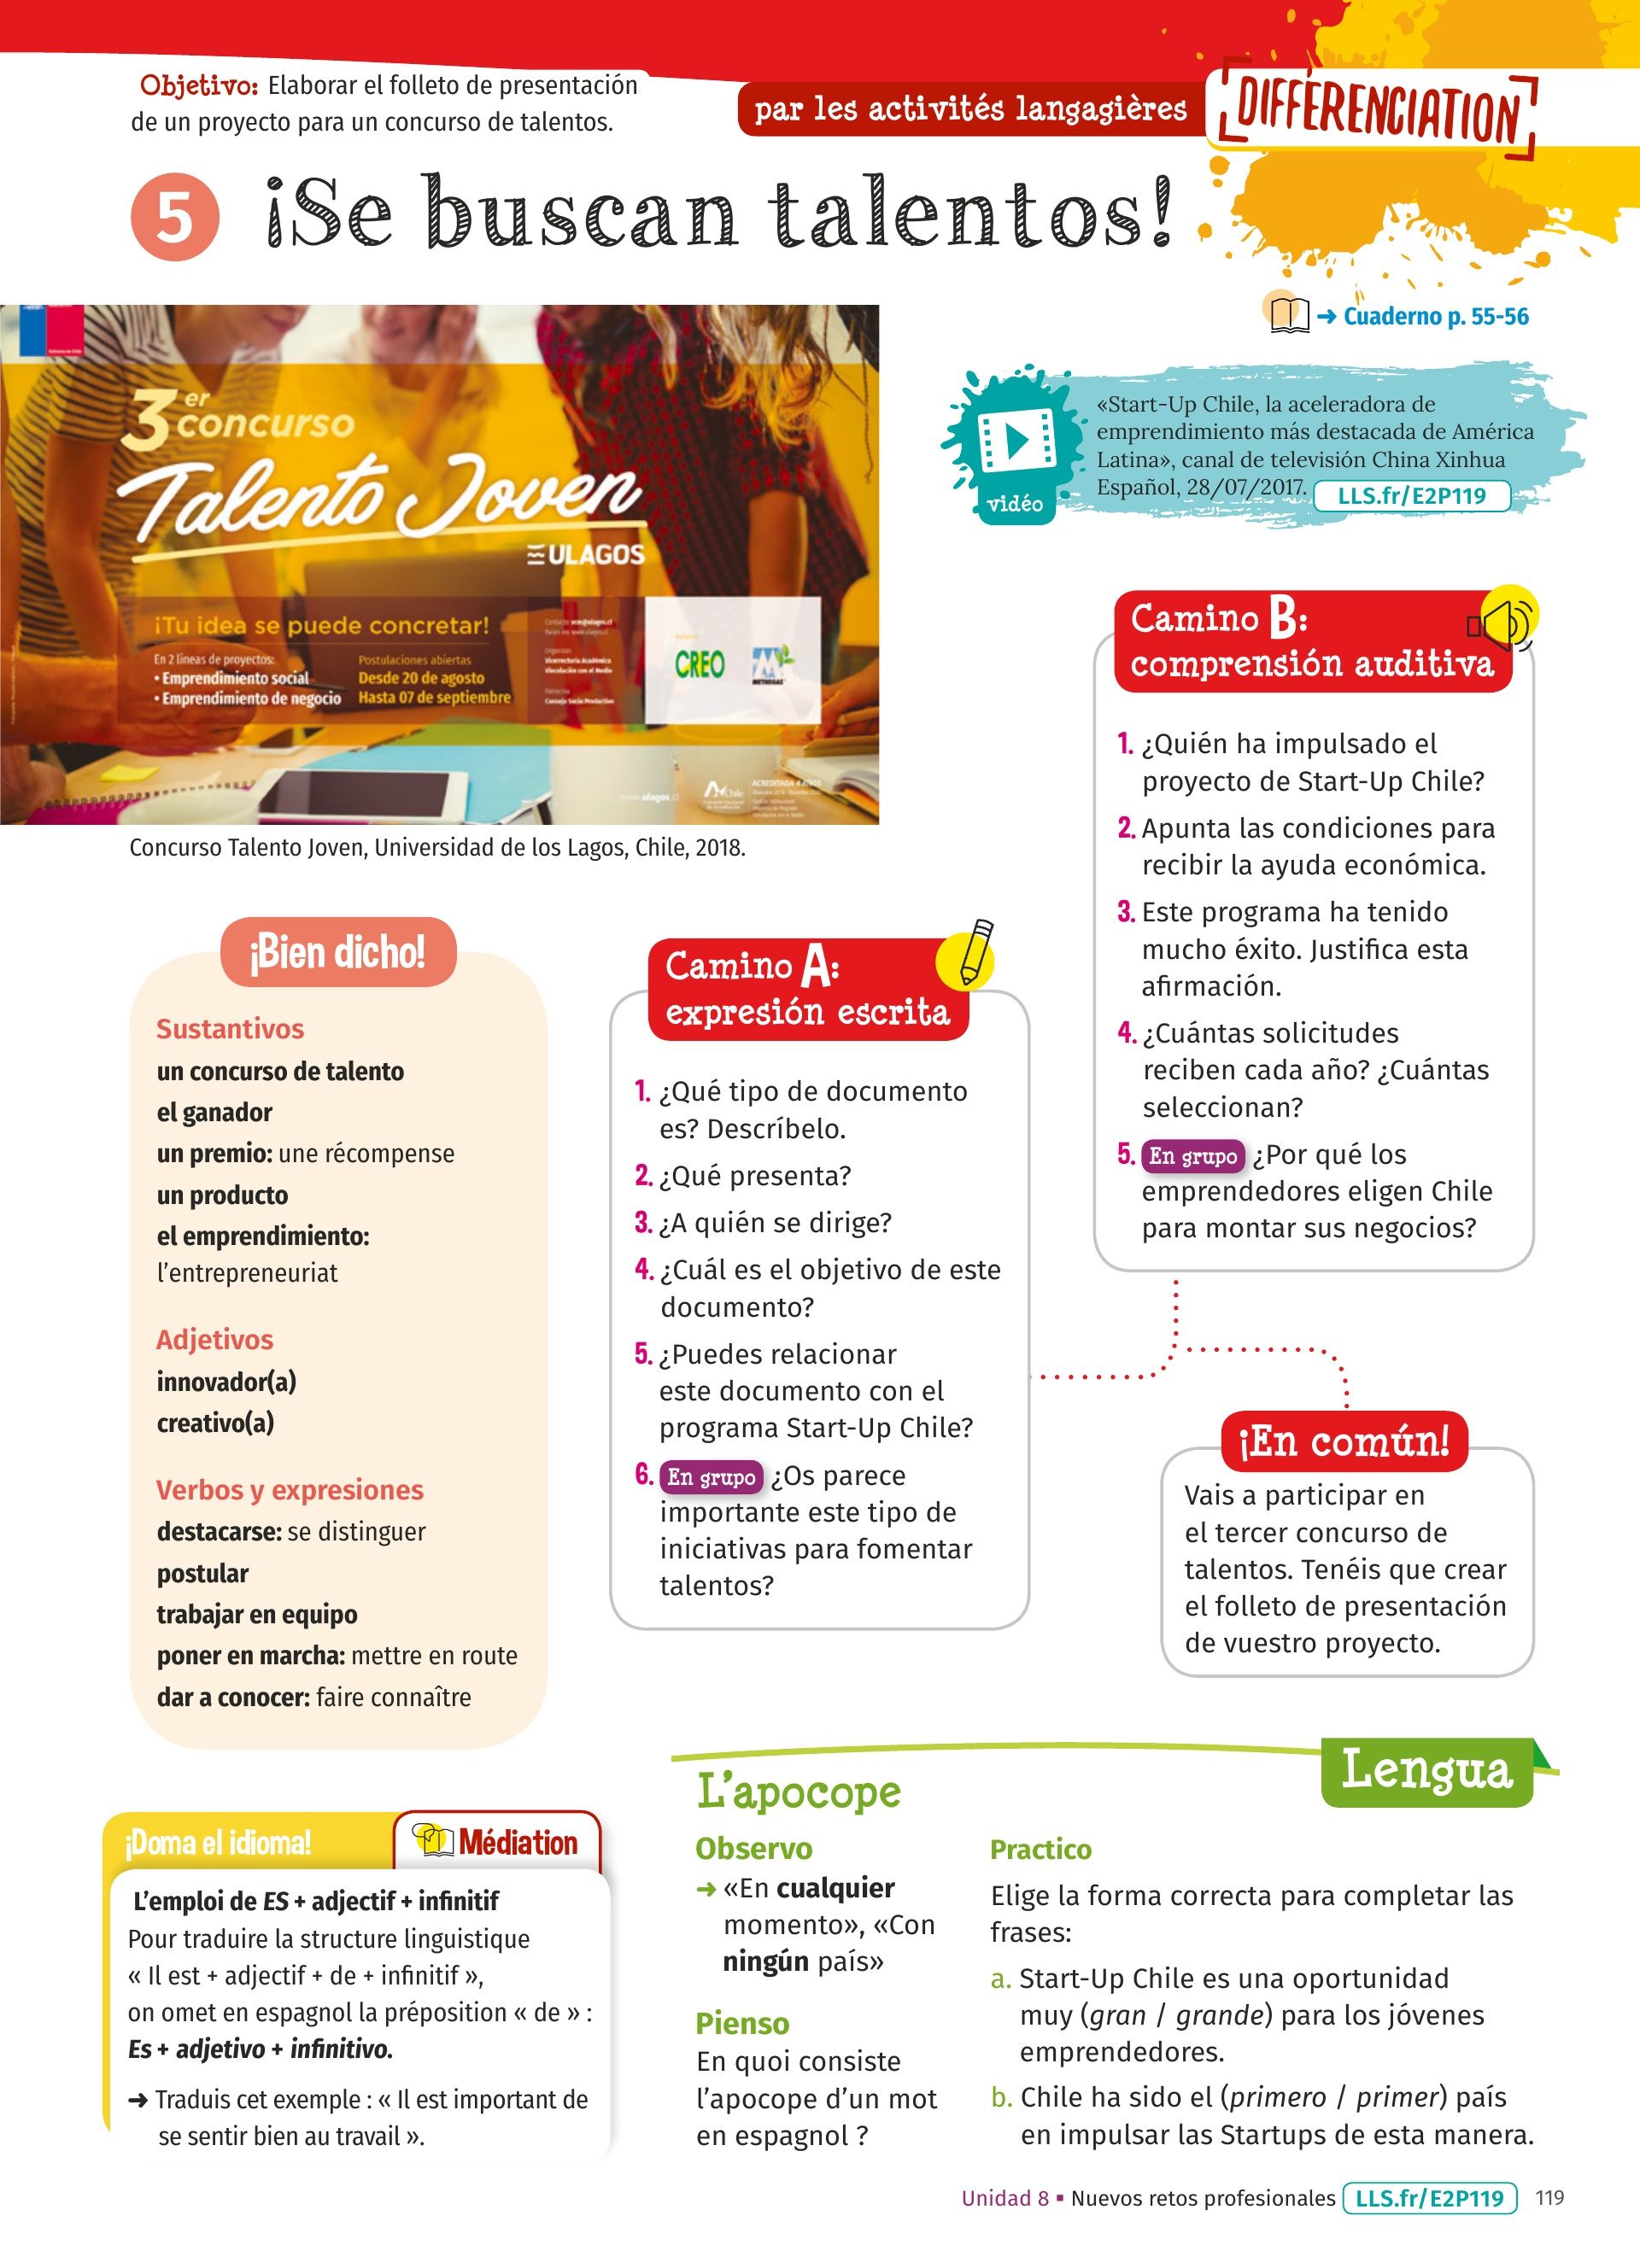 Objetivo: Elaborar el folleto de presentación
de un proyecto para un concurso de talentos.
par les activités langagières
DIFFÉRENCIATION
5 ¡Se buscan talentos!
→ Cuaderno p. 55-56
3er
concurso
Talento Joven
ULAGOS
¡Tu idea se puede concretar!
En 2 líneas de proyectos:
• Emprendimiento social
• Emprendimiento de negocio
Postulaciones abiertas
Desde 20 de agosto
Hasta 07 de septiembre
Organizan
Vicerrectoría Académica
Vinculación con el Medio
Patrocina
Consejo Socio Productivo
CREO
METROGAS
www.ulagos.cl
Concurso Talento Joven, Universidad de los Lagos, Chile, 2018.
vidéo
«Start-Up Chile, la aceleradora de
emprendimiento más destacada de América
Latina», canal de televisión China Xinhua
Español, 28/07/2017. LLS.fr/E2P119
Camino B:
comprensión auditiva
1. ¿Quién ha impulsado el
proyecto de Start-Up Chile?
2. Apunta las condiciones para
recibir la ayuda económica.
3. Este programa ha tenido
mucho éxito. Justifica esta
afirmación.
4. ¿Cuántas solicitudes
reciben cada año? ¿Cuántas
seleccionan?
5. En grupo ¿Por qué los
emprendedores eligen Chile
para montar sus negocios?
¡Bien dicho!
Sustantivos
un concurso de talento
el ganador
un premio: une récompense
un producto
el emprendimiento:
l'entrepreneuriat
Adjetivos
innovador(a)
creativo(a)
Verbos y expresiones
destacarse: se distinguer
postular
trabajar en equipo
poner en marcha: mettre en route
dar a conocer: faire connaître
Camino A:
expresión escrita
1. ¿Qué tipo de documento
es? Descríbelo.
2. ¿Qué presenta?
3. ¿A quién se dirige?
4. ¿Cuál es el objetivo de este
documento?
5. ¿Puedes relacionar
este documento con el
programa Start-Up Chile?
6. En grupo ¿Os parece
importante este tipo de
iniciativas para fomentar
talentos?
¡En común!
Vais a participar en
el tercer concurso de
talentos. Tenéis que crear
el folleto de presentación
de vuestro proyecto.
¡Doma el idioma!
Médiation
L'emploi de ES + adjectif + infinitif
Pour traduire la structure linguistique
« Il est + adjectif + de + infinitif »,
on omet en espagnol la préposition « de » :
Es + adjetivo + infinitivo.
→ Traduis cet exemple : « Il est important de
se sentir bien au travail ».
Lengua
L'apocope
Observo
→ «En cualquier
momento», «Con
ningún país»
Pienso
En quoi consiste
l'apocope d'un mot
en espagnol ?
Practico
Elige la forma correcta para completar las
frases:
a. Start-Up Chile es una oportunidad
muy (gran / grande) para los jóvenes
emprendedores.
b. Chile ha sido el (primero / primer) país
en impulsar las Startups de esta manera.
Unidad 8 ▪ Nuevos retos profesionales LLS.fr/E2P119 119